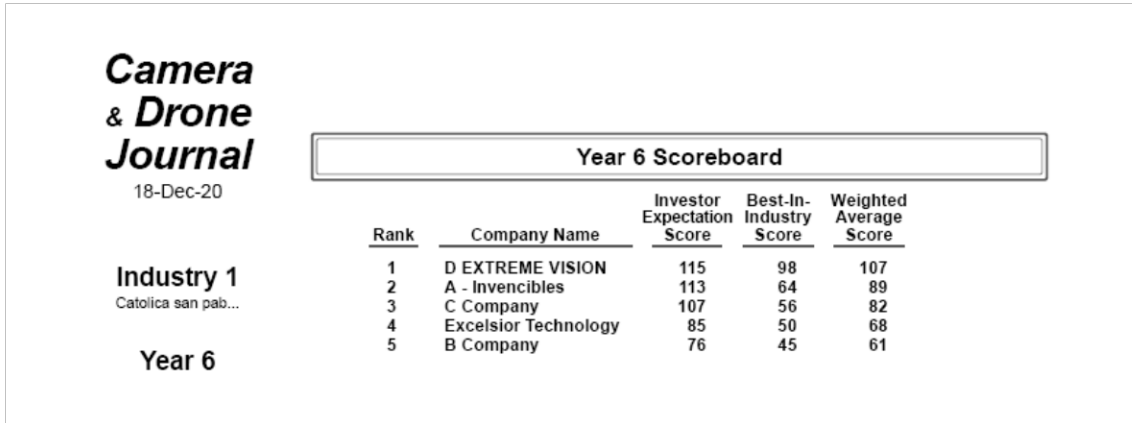 Camera
& Drone
Journal
18-Dec-20
Industry 1
Catolica san pab...
Year 6
Year 6 Scoreboard
Rank Company Name Investor Expectation Score Best-In-Industry Score Weighted Average Score
1 D EXTREME VISION 115 98 107
2 A - Invencibles 113 64 89
3 C Company 107 56 82
4 Excelsior Technology 85 50 68
5 B Company 76 45 61